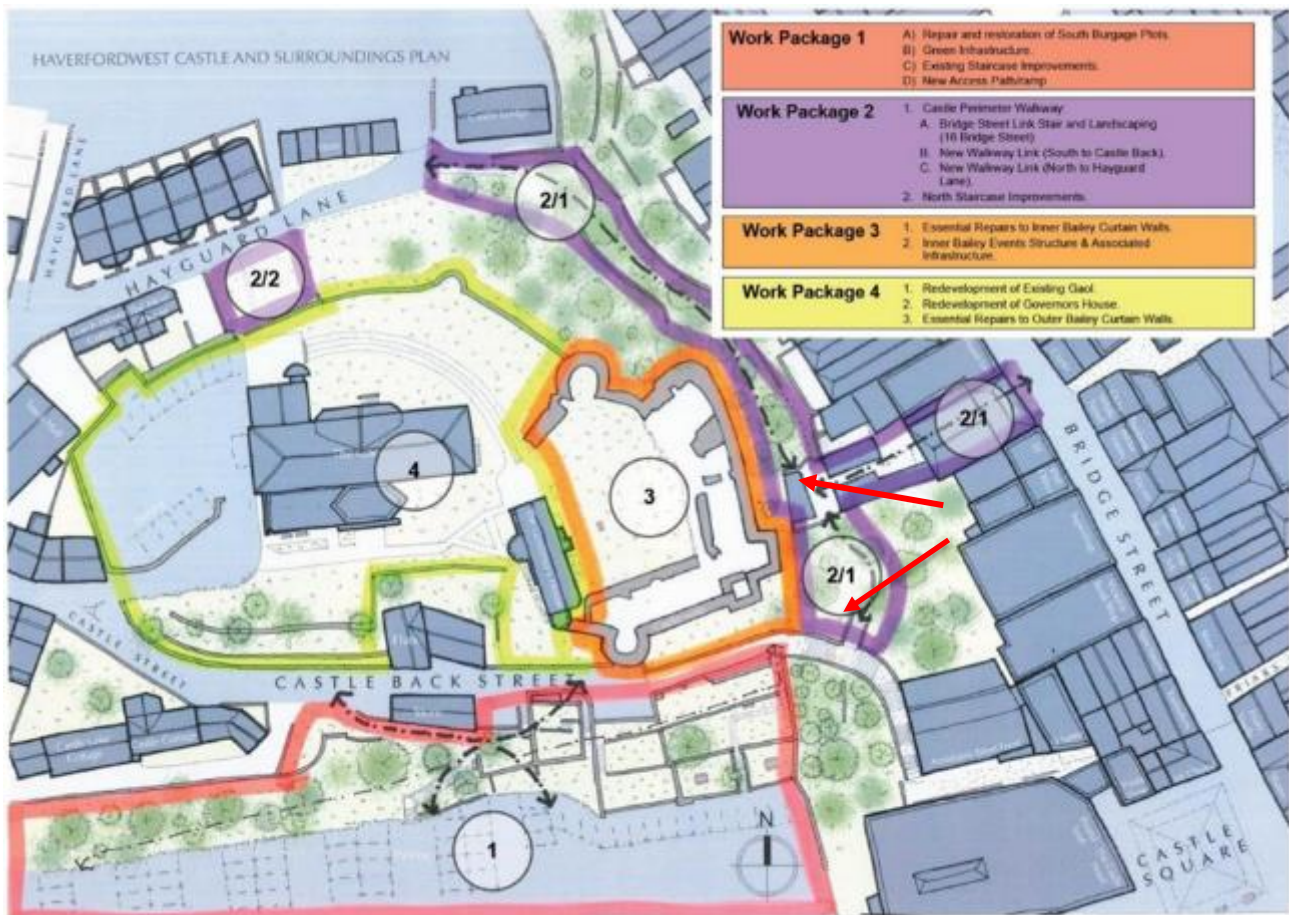 HAVERFORDWEST CASTLE AND SURROUNDINGS PLAN
Work Package 1
A) Repair and restoration of South Burgage Plots.
B) Green Infrastructure.
C) Existing Staircase Improvements.
D) New Access Path/ramp
Work Package 2
1. Castle Perimeter Walkway
A. Bridge Street Link Stair and Landscaping
(16 Bridge Street)
B. New Walkway Link (South to Castle Back),
C. New Walkway Link (North to Hayguard
Lane),
2. North Staircase Improvements.
Work Package 3
1. Essential Repairs to Inner Bailey Curtain Walls.
2. Inner Bailey Events Structure & Associated
Infrastructure.
Work Package 4
1. Redevelopment of Existing Gaol.
2. Redevelopment of Governors House.
3. Essential Repairs to Outer Bailey Curtain Walls.
HAYGUARD LANE
HAYGUARD LANE
2/1
2/2
2/1
BRIDGE STREET
4
3
2/1
CASTLE STREET
CASTLE BACK STREET
FRIARS
1
N
CASTLE
SQUARE